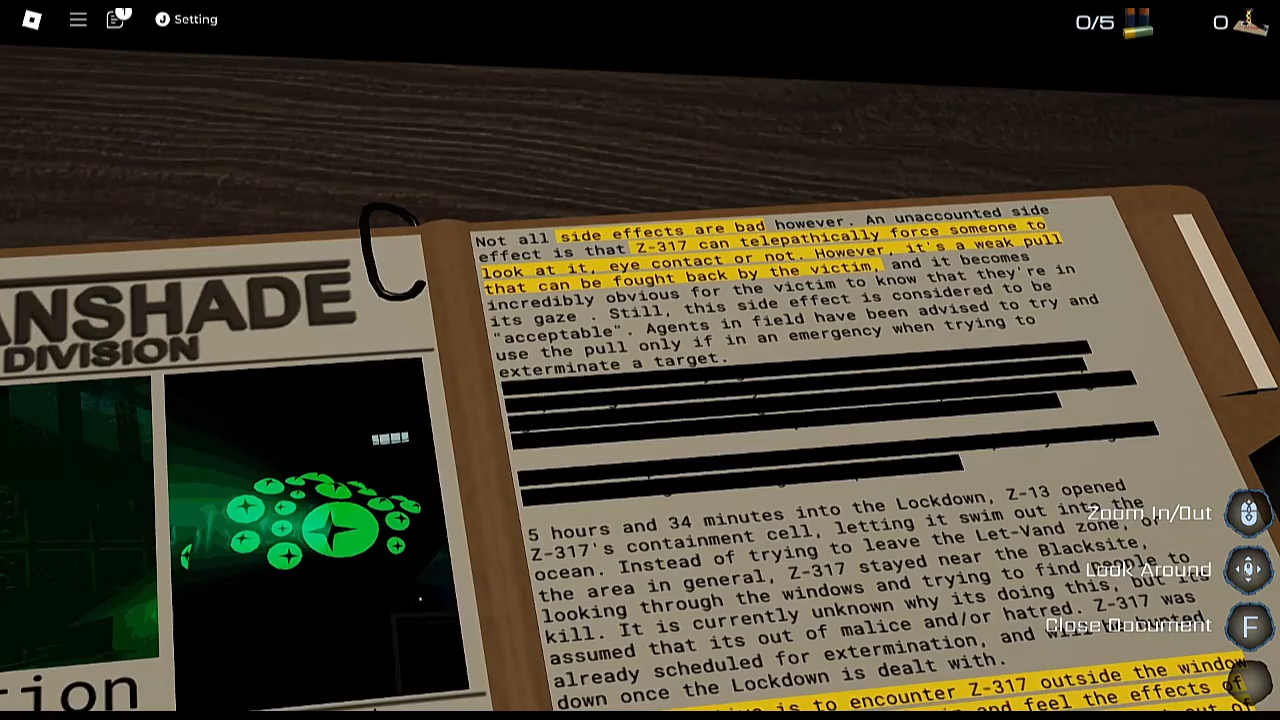 Setting
0/5
0
ANSHADE
DIVISION
ion
Not all side effects are bad however. An unaccounted side
effect is that Z-317 can telepathically force someone to
look at it, eye contact or not. However, it's a weak pull
that can be fought back by the victim, and it becomes
incredibly obvious for the victim to know that they're in
its gaze . Still, this side effect is considered to be
"acceptable". Agents in field have been advised to try and
use the pull only if in an emergency when trying to
exterminate a target.
5 hours and 34 minutes into the Lockdown, Z-13 opened
Z-317's containment cell, letting it swim out into the
ocean. Instead of trying to leave the Let-Vand zone, or
the area in general, Z-317 stayed near the Blacksite,
looking through the windows and trying to find people to
kill. It is currently unknown why its doing this, but its
assumed that its out of malice and/or hatred. Z-317 was
already scheduled for extermination, and will be hunted
down once the Lockdown is dealt with.
is to encounter Z-317 outside the window
and feel the effects of
out of
Zoom In/Out
Look Around
Close Document
F